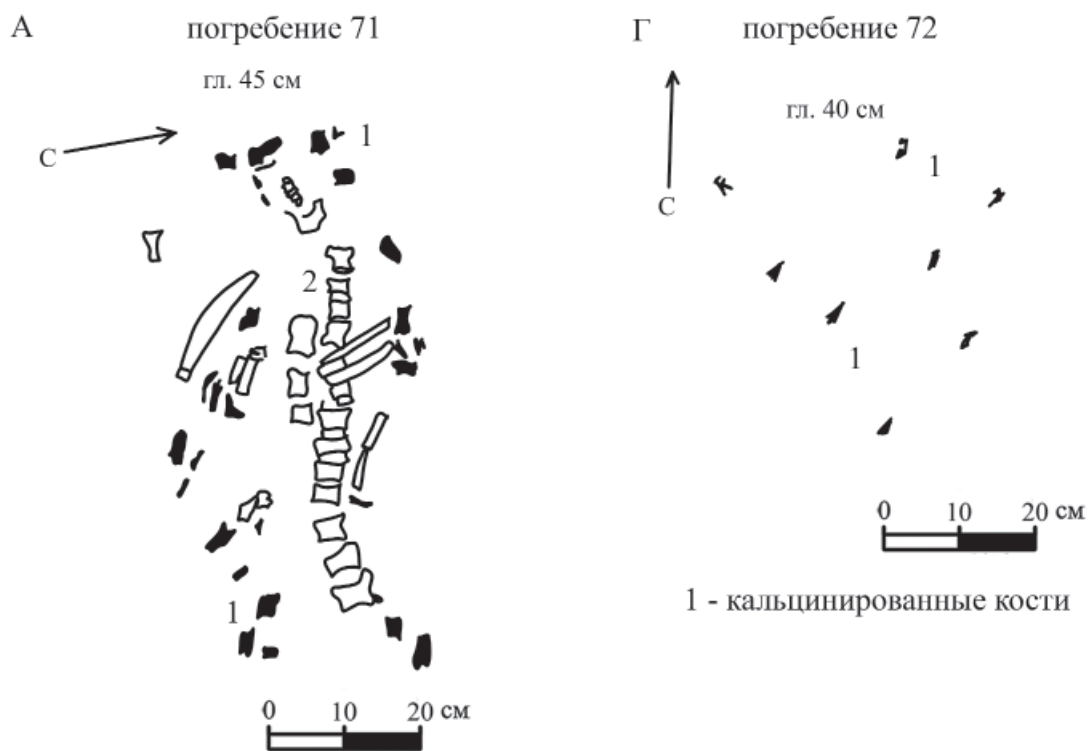 А
погребение 71
гл. 45 см
С
1
2
1
0 10 20 см
Г
погребение 72
гл. 40 см
С
1
1
0 10 20 см
1 - кальцинированные кости